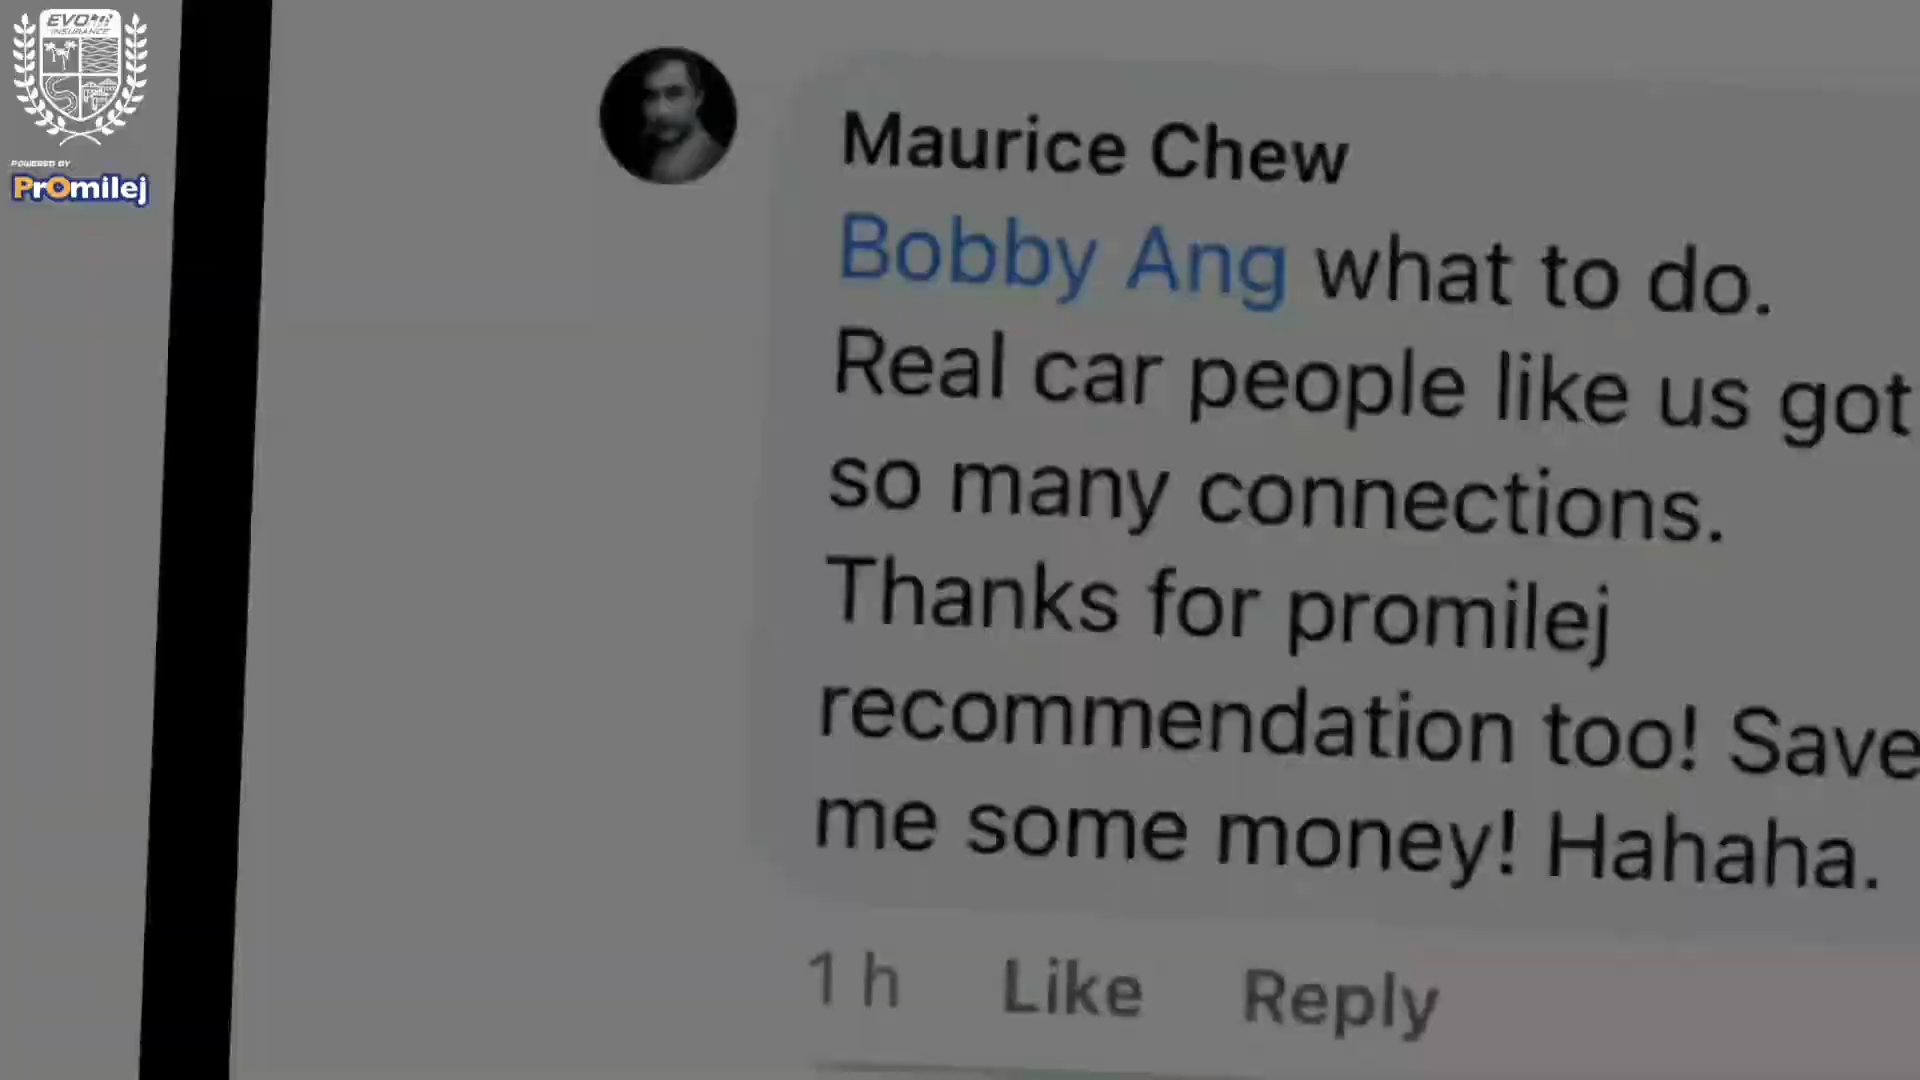 EVO
INSURANCE
POWERED BY
PrOmilej
Maurice Chew
Bobby Ang what to do.
Real car people like us got
so many connections.
Thanks for promilej
recommendation too! Save
me some money! Hahaha.
1 h Like Reply